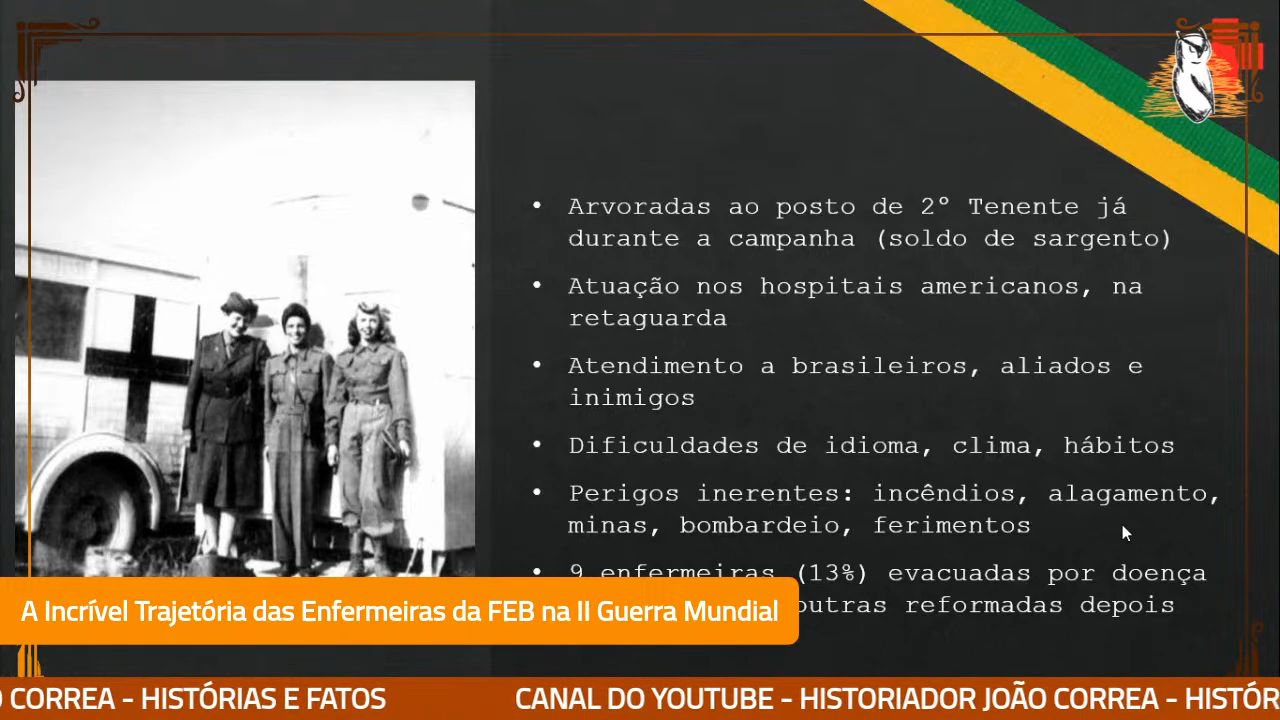 • Arvoradas ao posto de 2º Tenente já
durante a campanha (soldo de sargento)
• Atuação nos hospitais americanos, na
retaguarda
• Atendimento a brasileiros, aliados e
inimigos
• Dificuldades de idioma, clima, hábitos
• Perigos inerentes: incêndios, alagamento,
minas, bombardeio, ferimentos
• 9 enfermeiras (13%) evacuadas por doença
outras reformadas depois
A Incrível Trajetória das Enfermeiras da FEB na II Guerra Mundial
CORREA - HISTÓRIAS E FATOS CANAL DO YOUTUBE - HISTORIADOR JOÃO CORREA - HISTÓR